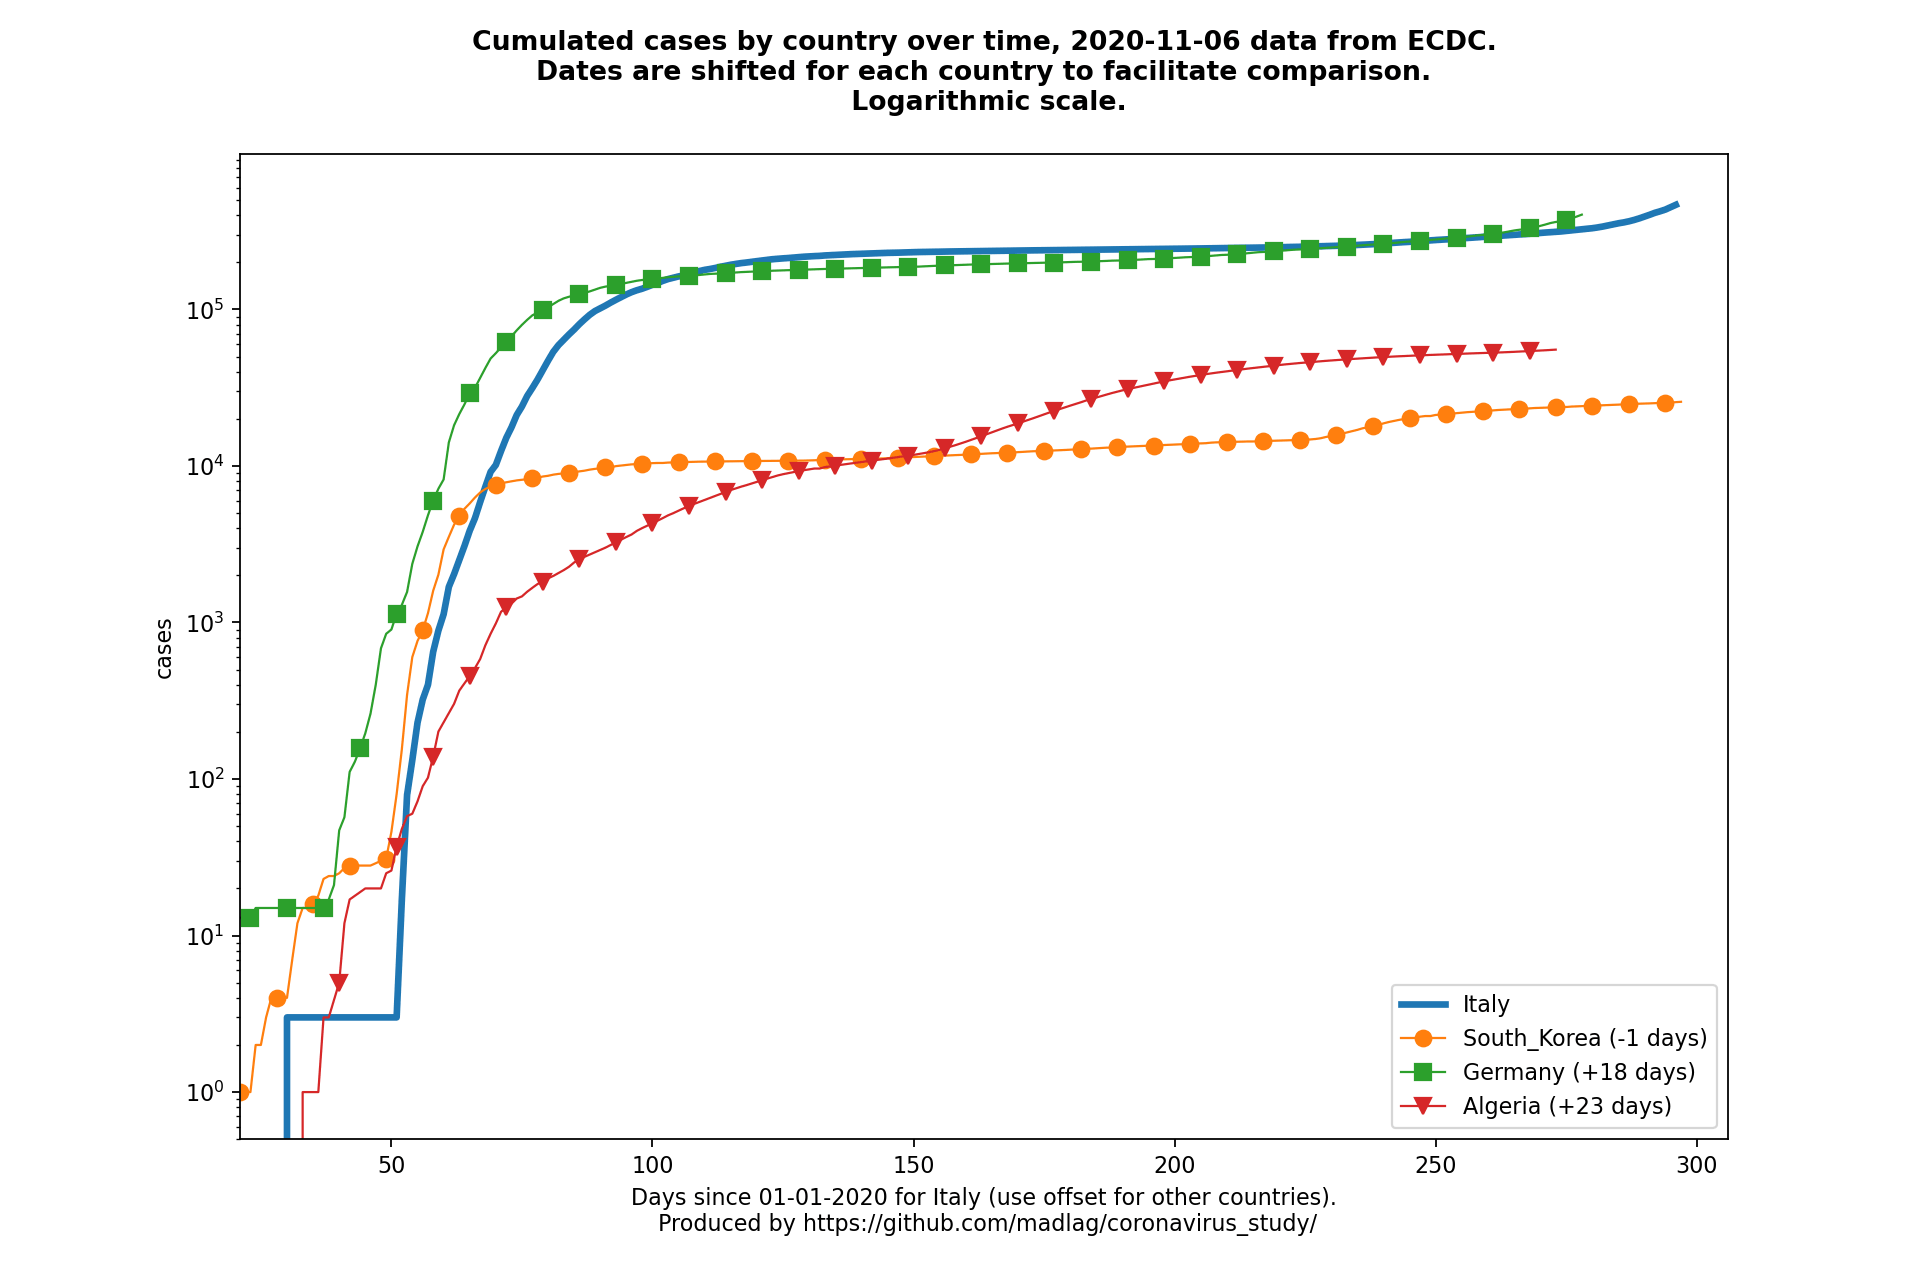 Cumulated cases by country over time, 2020-11-06 data from ECDC.
Dates are shifted for each country to facilitate comparison.
Logarithmic scale.
10^5
10^4
10^3
10^2
10^1
10^0
cases
Italy
South_Korea (-1 days)
Germany (+18 days)
Algeria (+23 days)
50
100
150
200
250
300
Days since 01-01-2020 for Italy (use offset for other countries).
Produced by https://github.com/madlag/coronavirus_study/